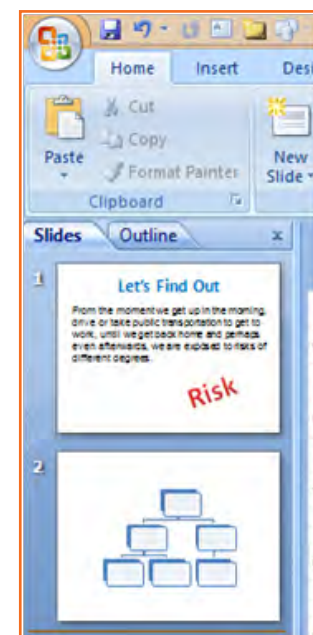 Home Insert Des
Cut
Copy
Format Painter
Paste
New
Slide
Clipboard
Slides Outline x
1
Let's Find Out
From the moment we get up in the morning,
drive or take public transportation to get to
work, until we get back home and perhaps
even afterwards, we are exposed to risks of
different degrees.
Risk
2